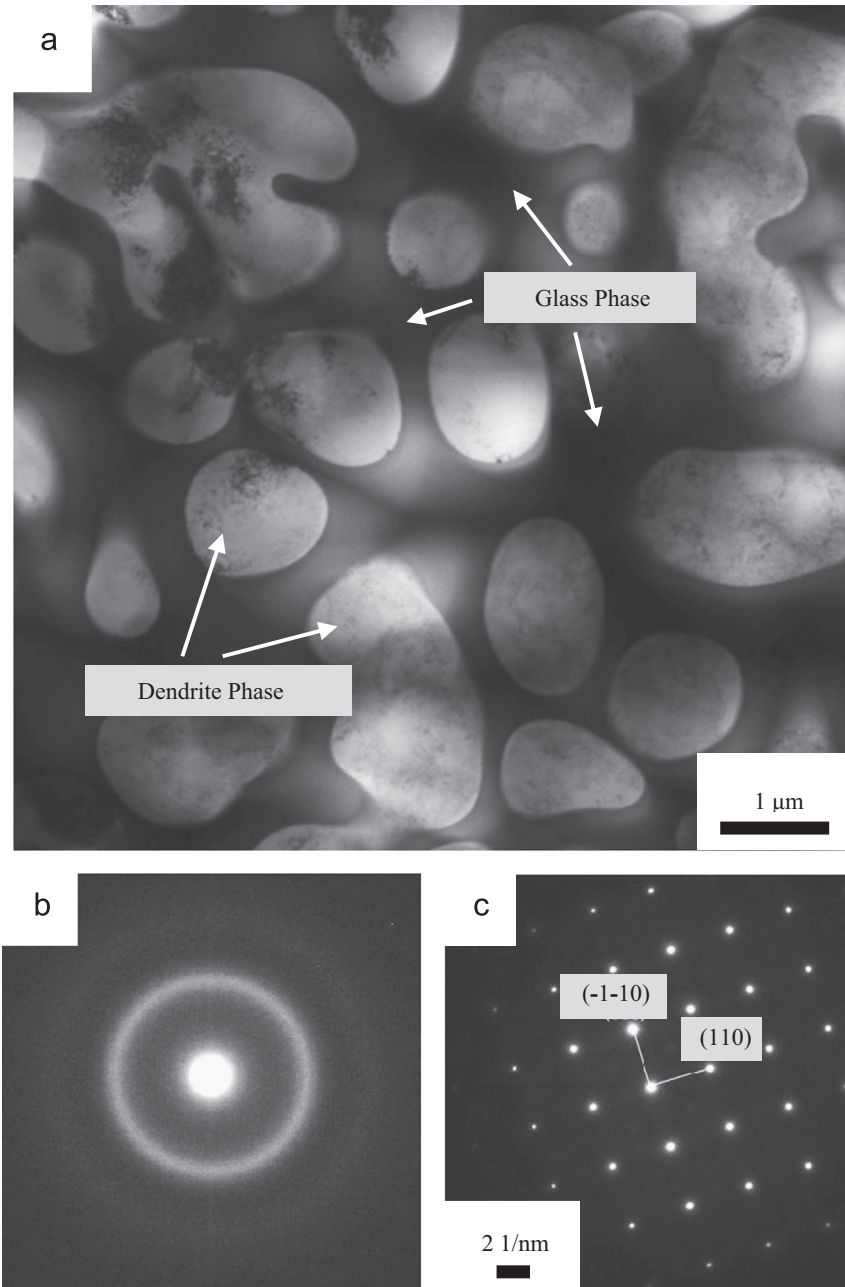 a
Glass Phase
Dendrite Phase
1 μm
b
c
(-1-10)
(110)
2 1/nm